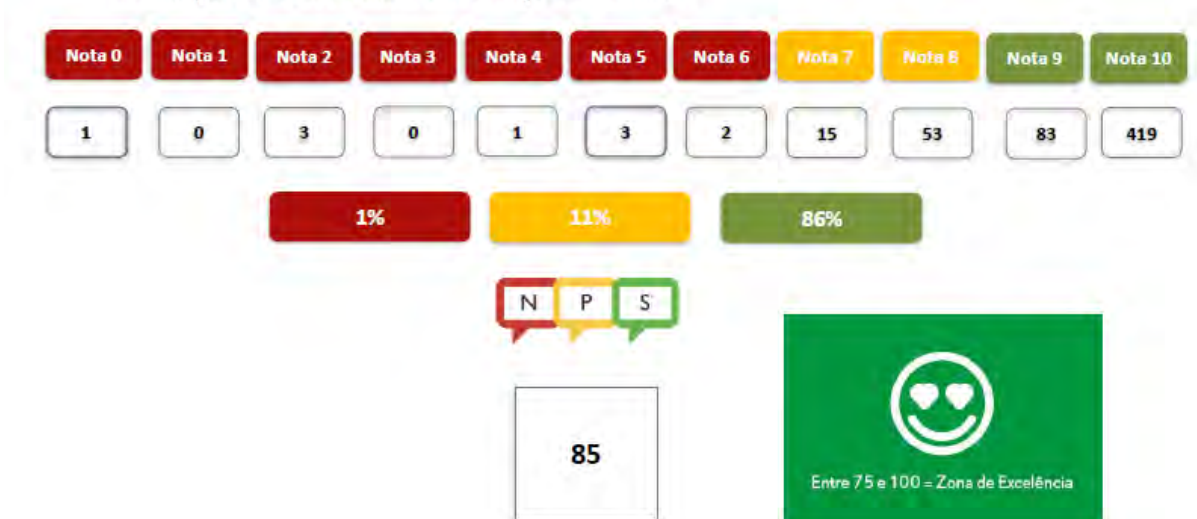 Nota 0 Nota 1 Nota 2 Nota 3 Nota 4 Nota 5 Nota 6 Nota 7 Nota 8 Nota 9 Nota 10
1 0 3 0 1 3 2 15 53 83 419
1% 11% 86%
N P S
85
Entre 75 e 100 = Zona de Excelência